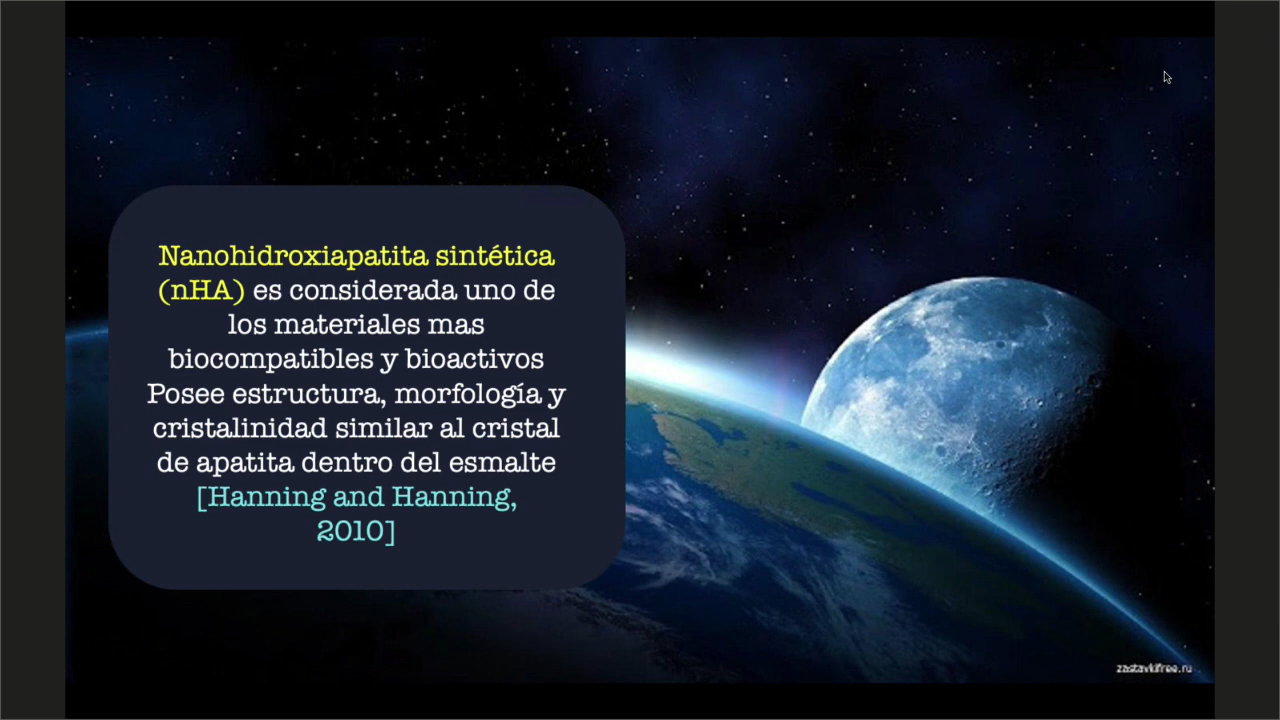 Nanohidroxiapatita sintética
(nHA) es considerada uno de
los materiales mas
biocompatibles y bioactivos
Posee estructura, morfología y
cristalinidad similar al cristal
de apatita dentro del esmalte
[Hanning and Hanning,
2010]
zastavkifree.ru